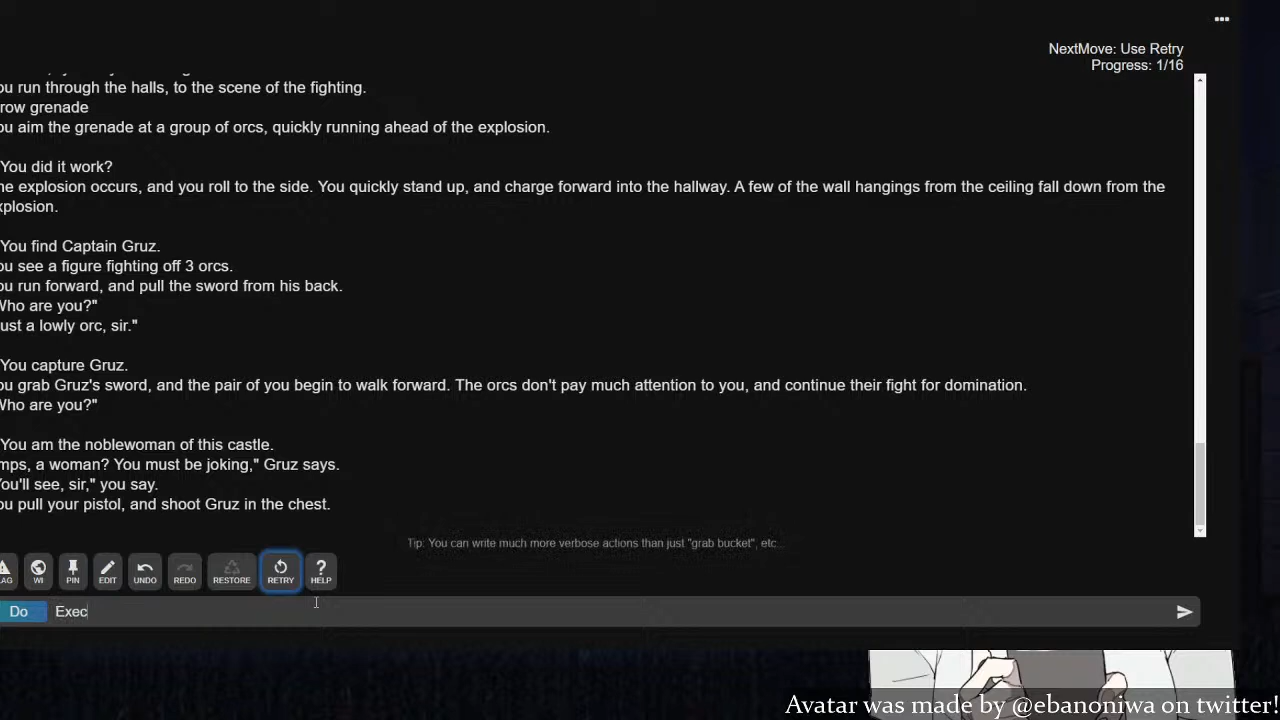 NextMove: Use Retry
Progress: 1/16
ou run through the halls, to the scene of the fighting.
row grenade
ou aim the grenade at a group of orcs, quickly running ahead of the explosion.
You did it work?
he explosion occurs, and you roll to the side. You quickly stand up, and charge forward into the hallway. A few of the wall hangings from the ceiling fall down from the
xplosion.
You find Captain Gruz.
ou see a figure fighting off 3 orcs.
ou run forward, and pull the sword from his back.
Who are you?"
ust a lowly orc, sir."
You capture Gruz.
ou grab Gruz's sword, and the pair of you begin to walk forward. The orcs don't pay much attention to you, and continue their fight for domination.
Who are you?"
You am the noblewoman of this castle.
mps, a woman? You must be joking," Gruz says.
You'll see, sir," you say.
ou pull your pistol, and shoot Gruz in the chest.
Tip: You can write much more verbose actions than just "grab bucket", etc...
LAG WI PIN EDIT UNDO REDO RESTORE RETRY HELP
Do Exec
Avatar was made by @ebanoniwa on twitter!